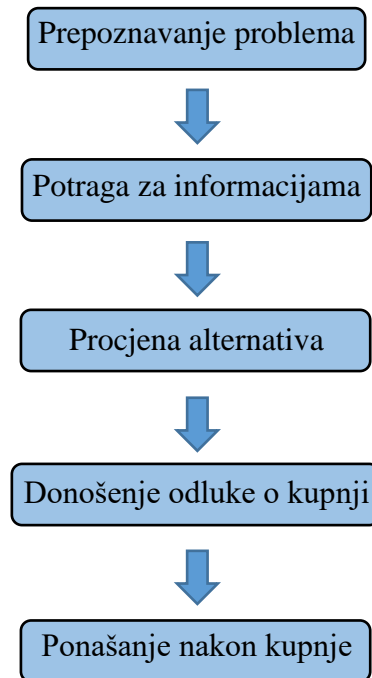 Prepoznavanje problema
Potraga za informacijama
Procjena alternativa
Donošenje odluke o kupnji
Ponašanje nakon kupnje